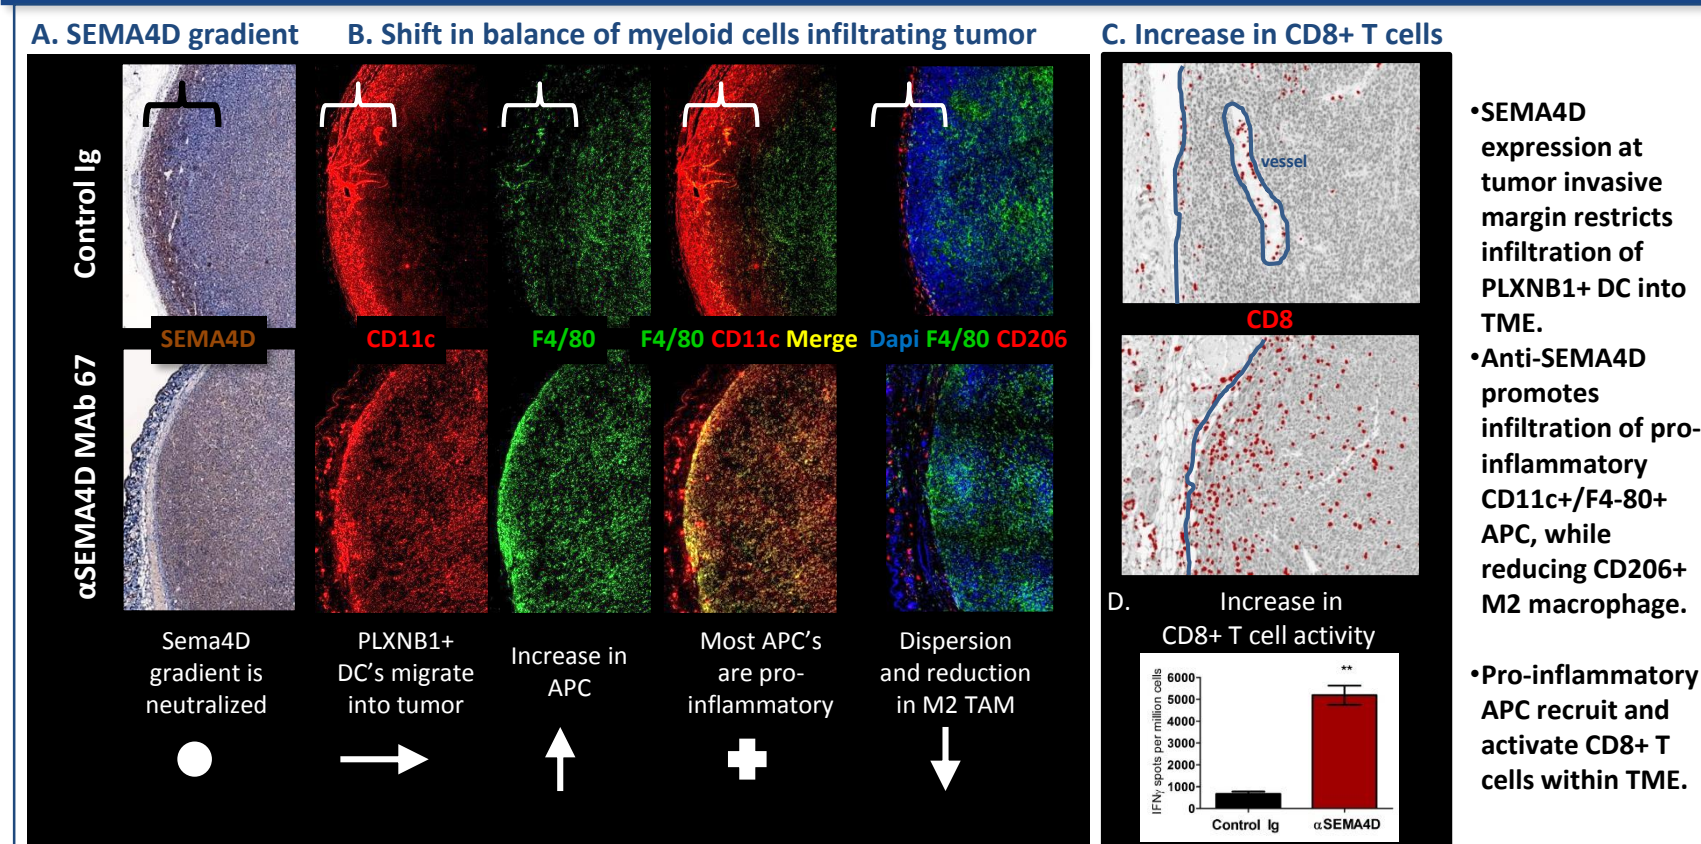 A. SEMA4D gradient
B. Shift in balance of myeloid cells infiltrating tumor
C. Increase in CD8+ T cells
Control Ig
vessel
SEMA4D
CD11c
F4/80
F4/80 CD11c Merge
Dapi F4/80 CD206
CD8
αSEMA4D MAb 67
Sema4D
gradient is
neutralized
PLXNB1+
DC's migrate
into tumor
Increase in
APC
Most APC's
are pro-
inflammatory
Dispersion
and reduction
in M2 TAM
D.
Increase in
CD8+ T cell activity
IFNγ spots per million cells
6000
5000
4000
3000
2000
1000
0
**
Control Ig
αSEMA4D
•SEMA4D
expression at
tumor invasive
margin restricts
infiltration of
PLXNB1+ DC into
TME.
•Anti-SEMA4D
promotes
infiltration of pro-
inflammatory
CD11c+/F4-80+
APC, while
reducing CD206+
M2 macrophage.
•Pro-inflammatory
APC recruit and
activate CD8+ T
cells within TME.